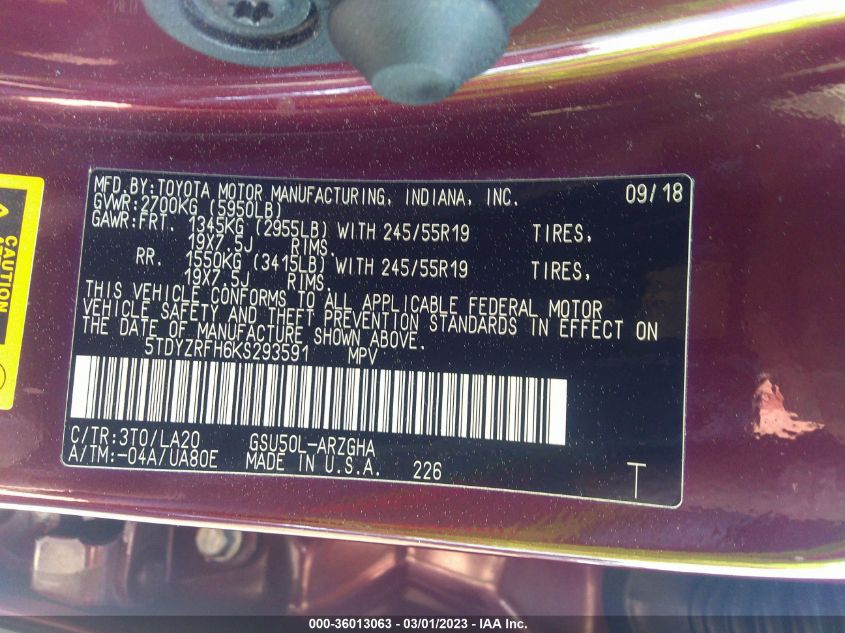 MFD.BY:TOYOTA MOTOR MANUFACTURING, INDIANA, INC. 09/18
GVWR:2700KG (5950LB)
GAWR:FRT. 1345KG (2955LB) WITH 245/55R19 TIRES,
19X7.5J RIMS.
RR. 1550KG (3415LB) WITH 245/55R19 TIRES,
19X7.5J RIMS.
THIS VEHICLE CONFORMS TO ALL APPLICABLE FEDERAL MOTOR
VEHICLE SAFETY AND THEFT PREVENTION STANDARDS IN EFFECT ON
THE DATE OF MANUFACTURE SHOWN ABOVE.
5TDYZRFH6KS293591 MPV
C/TR:3T0/LA20 GSU50L-ARZGHA
A/TM:-04A/UA80E MADE IN U.S.A. 226 T
CAUTION
000-36013063 - 03/01/2023 - IAA Inc.